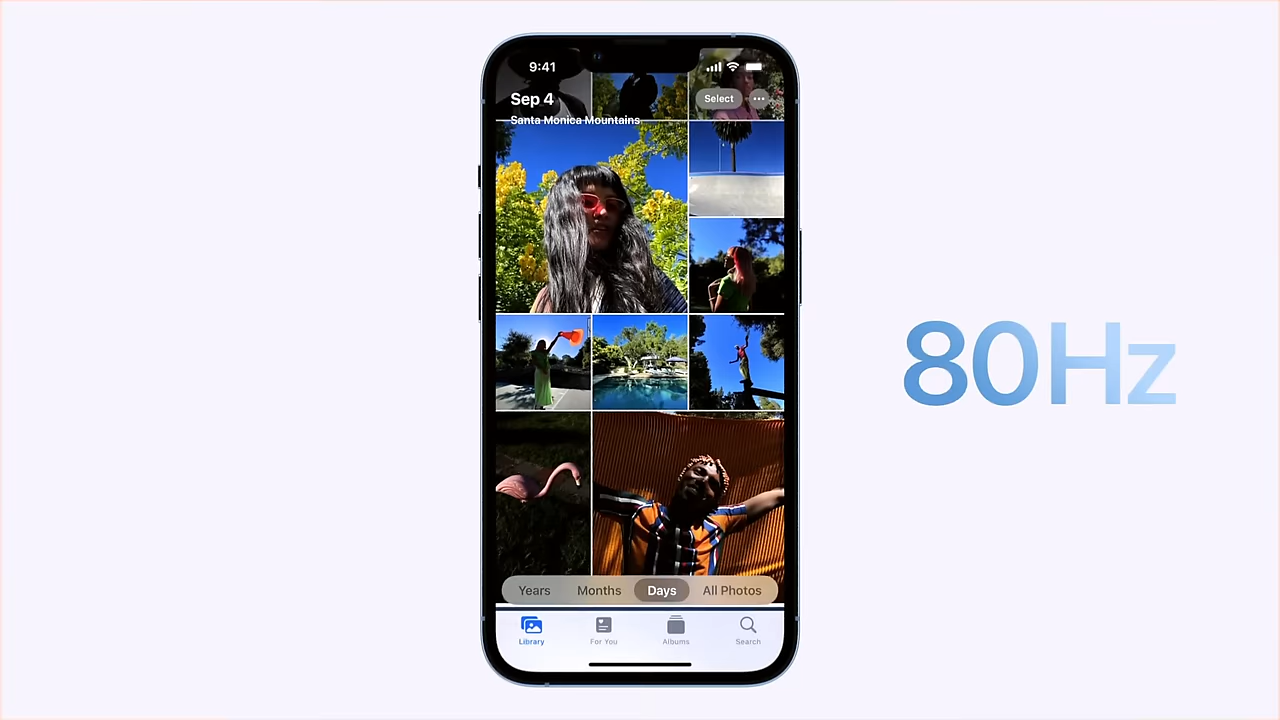 9:41
Sep 4
Select
Santa Monica Mountains
80Hz
Years Months Days All Photos
Library For You Albums Search